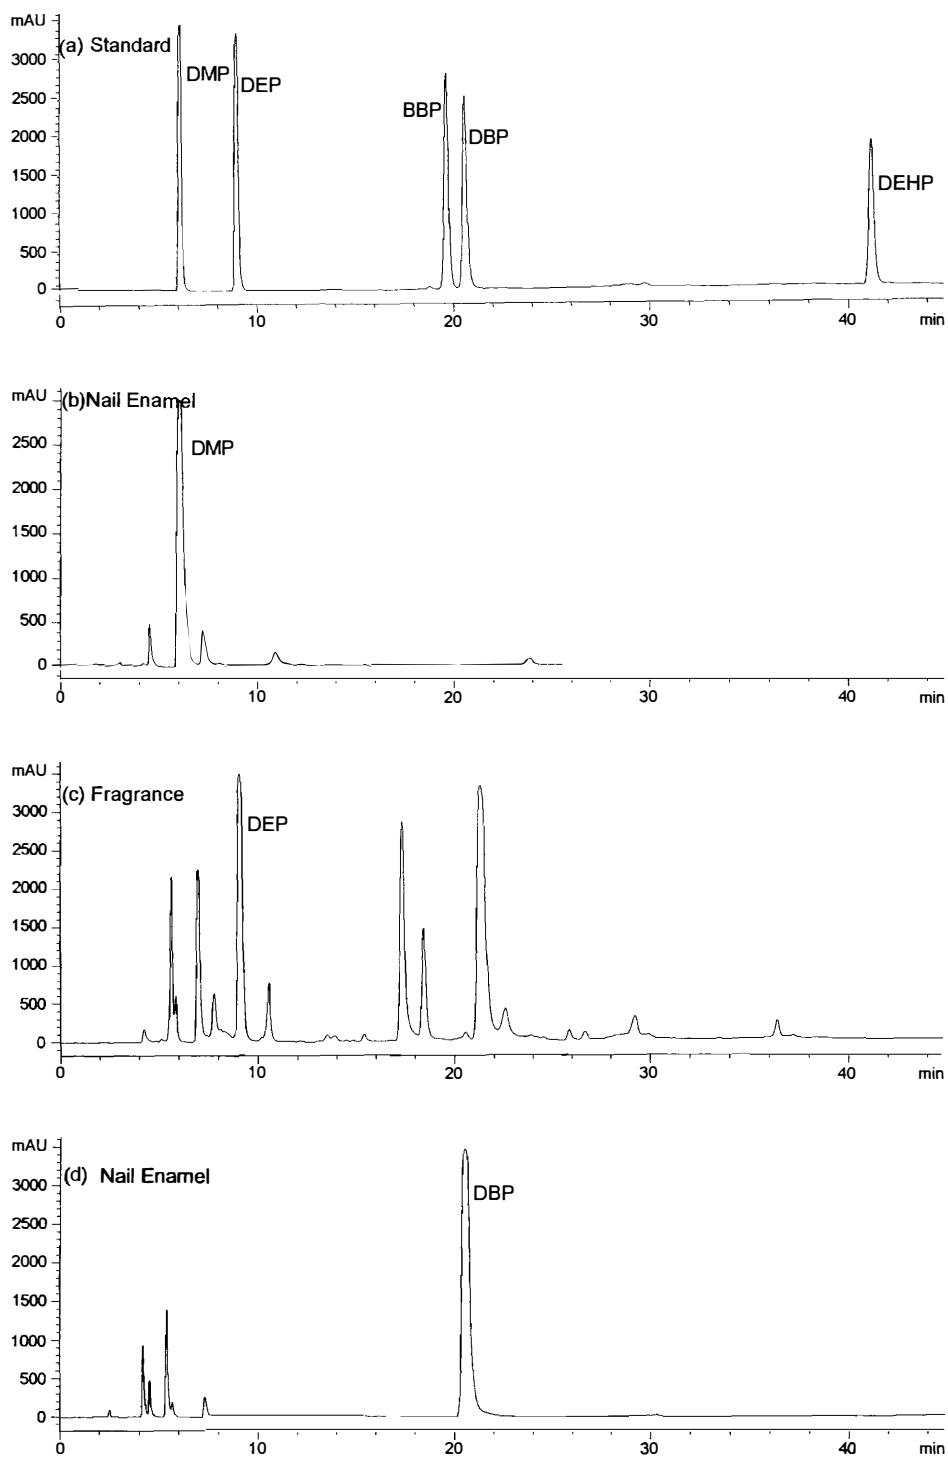 mAU
(a) Standard
3000
2500
2000
1500
1000
500
0
DMP
DEP
BBP
DBP
DEHP
0 10 20 30 40 min
mAU
(b)Nail Enamel
2500
2000
1500
1000
500
0
DMP
0 10 20 30 40 min
mAU
(c) Fragrance
3000
2500
2000
1500
1000
500
0
DEP
0 10 20 30 40 min
mAU
(d) Nail Enamel
3000
2500
2000
1500
1000
500
0
DBP
0 10 20 30 40 min